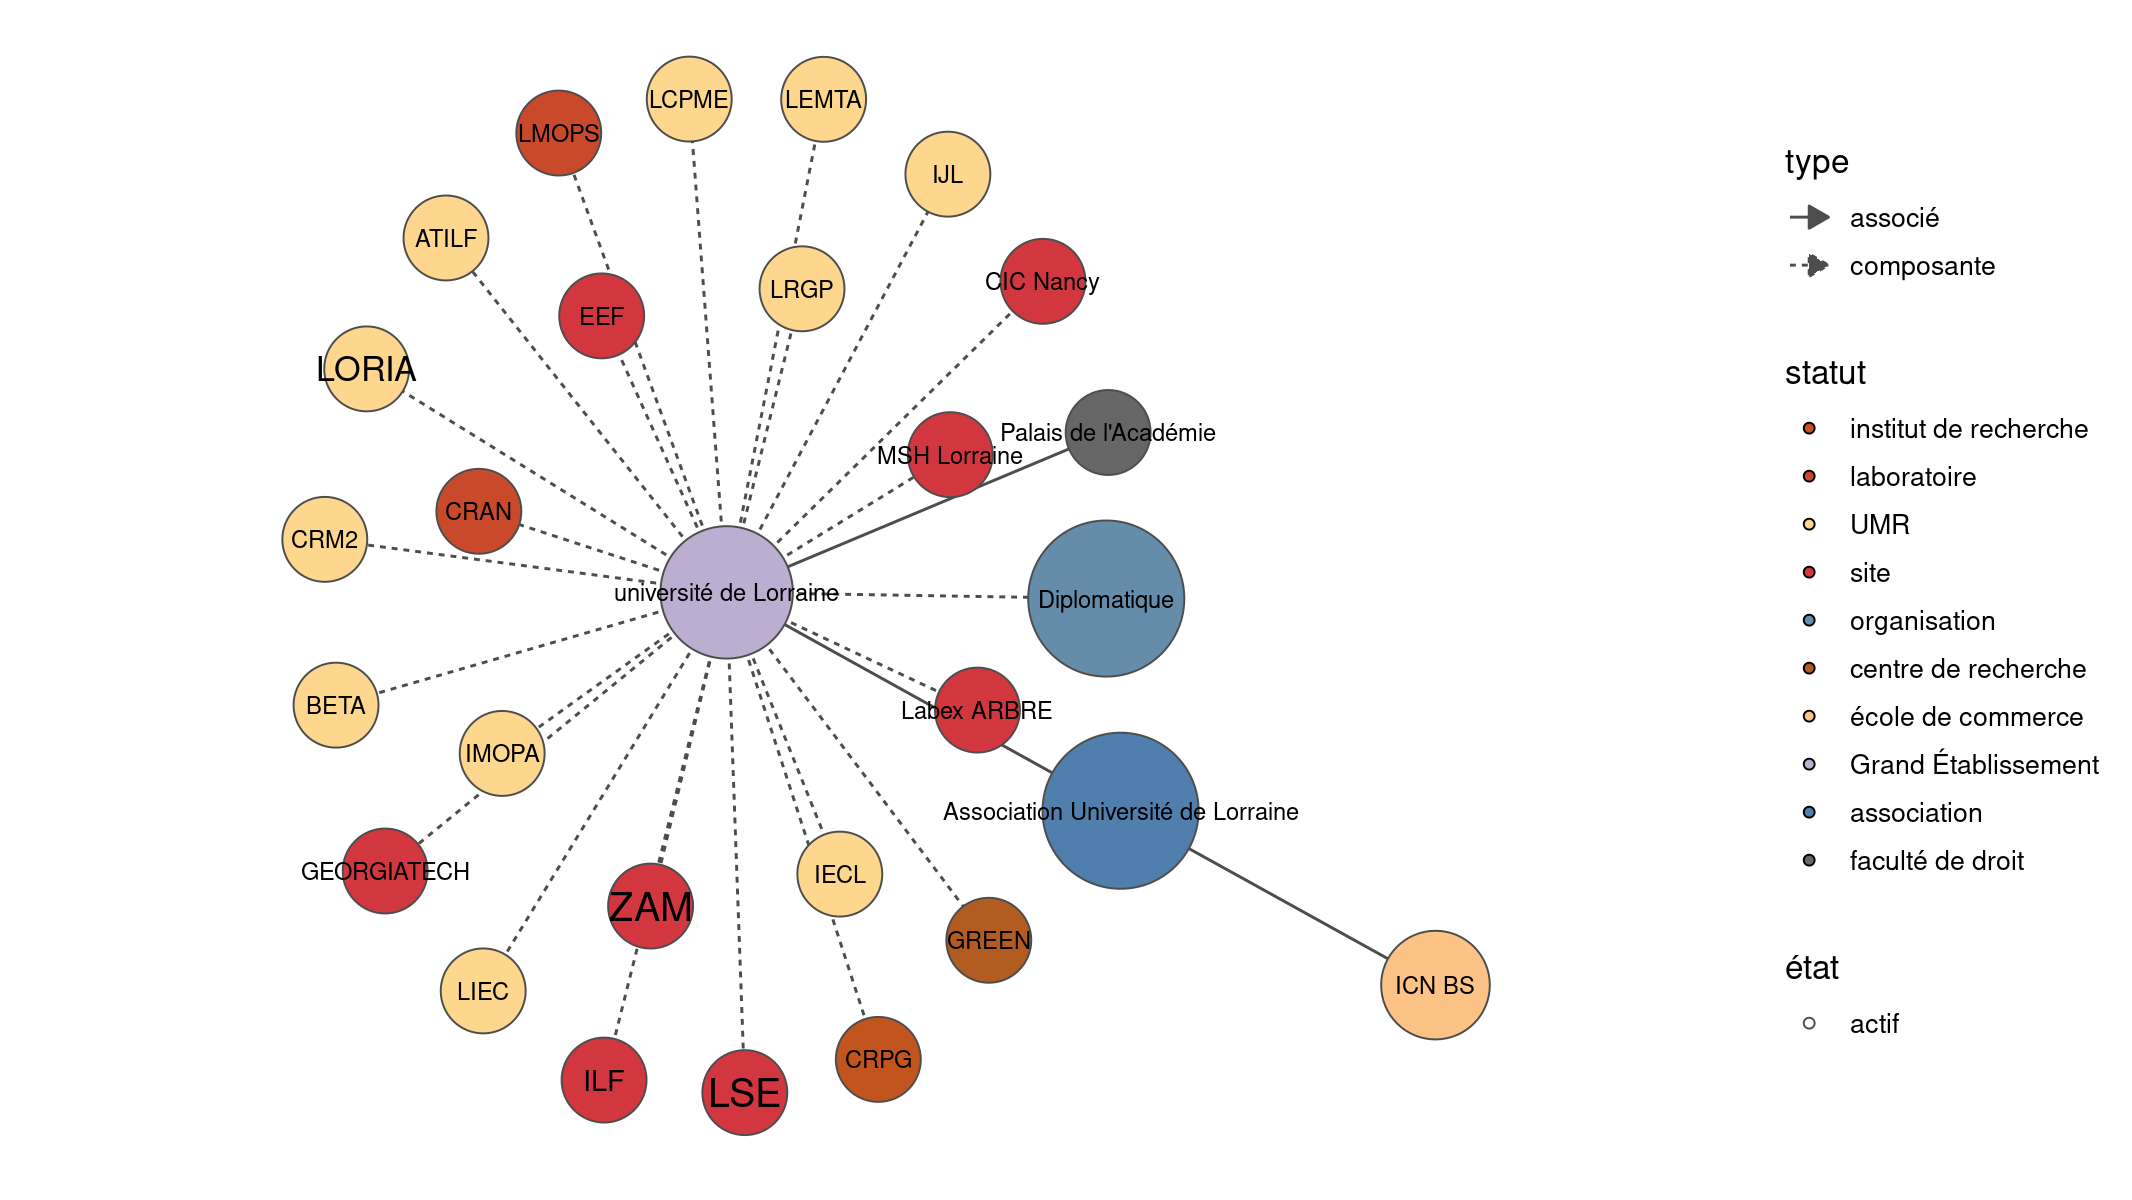 LCPME
LEMTA
LMOPS
IJL
ATILF
CIC Nancy
LRGP
EEF
LORIA
Palais de l'Académie
MSH Lorraine
CRAN
CRM2
université de Lorraine
Diplomatique
BETA
Labex ARBRE
IMOPA
Association Université de Lorraine
GEORGIATECH
IECL
ZAM
GREEN
ICN BS
LIEC
CRPG
ILF
LSE
type
associé
composante
statut
institut de recherche
laboratoire
UMR
site
organisation
centre de recherche
école de commerce
Grand Établissement
association
faculté de droit
état
actif